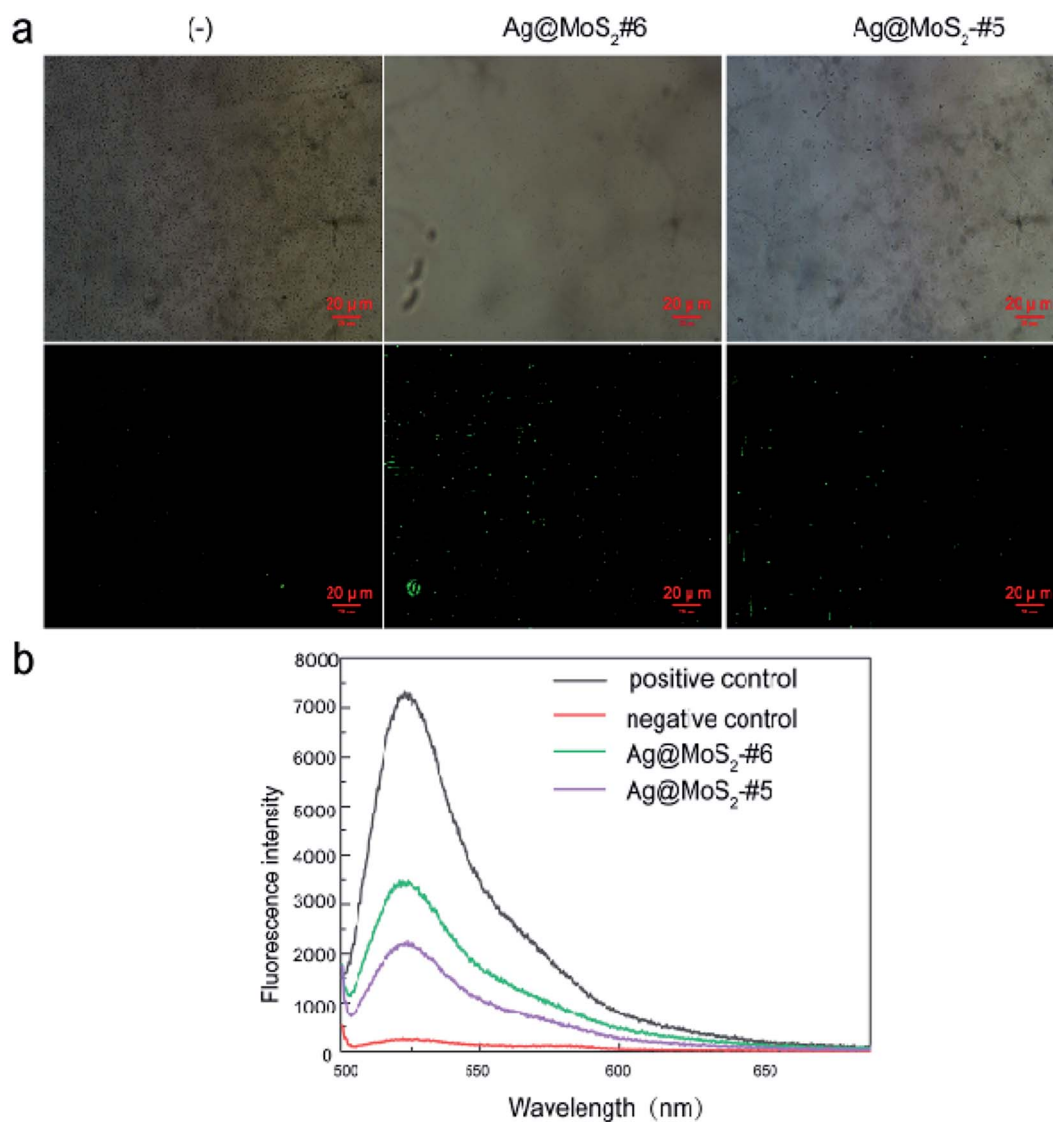 a
(-) Ag@MoS₂#6 Ag@MoS₂-#5
20 μm 20 μm 20 μm
20 μm 20 μm 20 μm
b
8000
7000
6000
5000
4000
3000
2000
1000
0
Fluorescence intensity
positive control
negative control
Ag@MoS₂-#6
Ag@MoS₂-#5
500 550 600 650
Wavelength (nm)